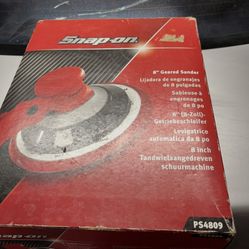 Snap-on
8" Geared Sander
Lijadora de engranajes
de 8 pulgadas
Sableuse à
engrenages
de 8 po
8" (8-Zoll)-
Getriebeschleifer
Levigatrice
automatica da 8 po
8 inch
Tandwielaangedreven
schuurmachine
PS4809